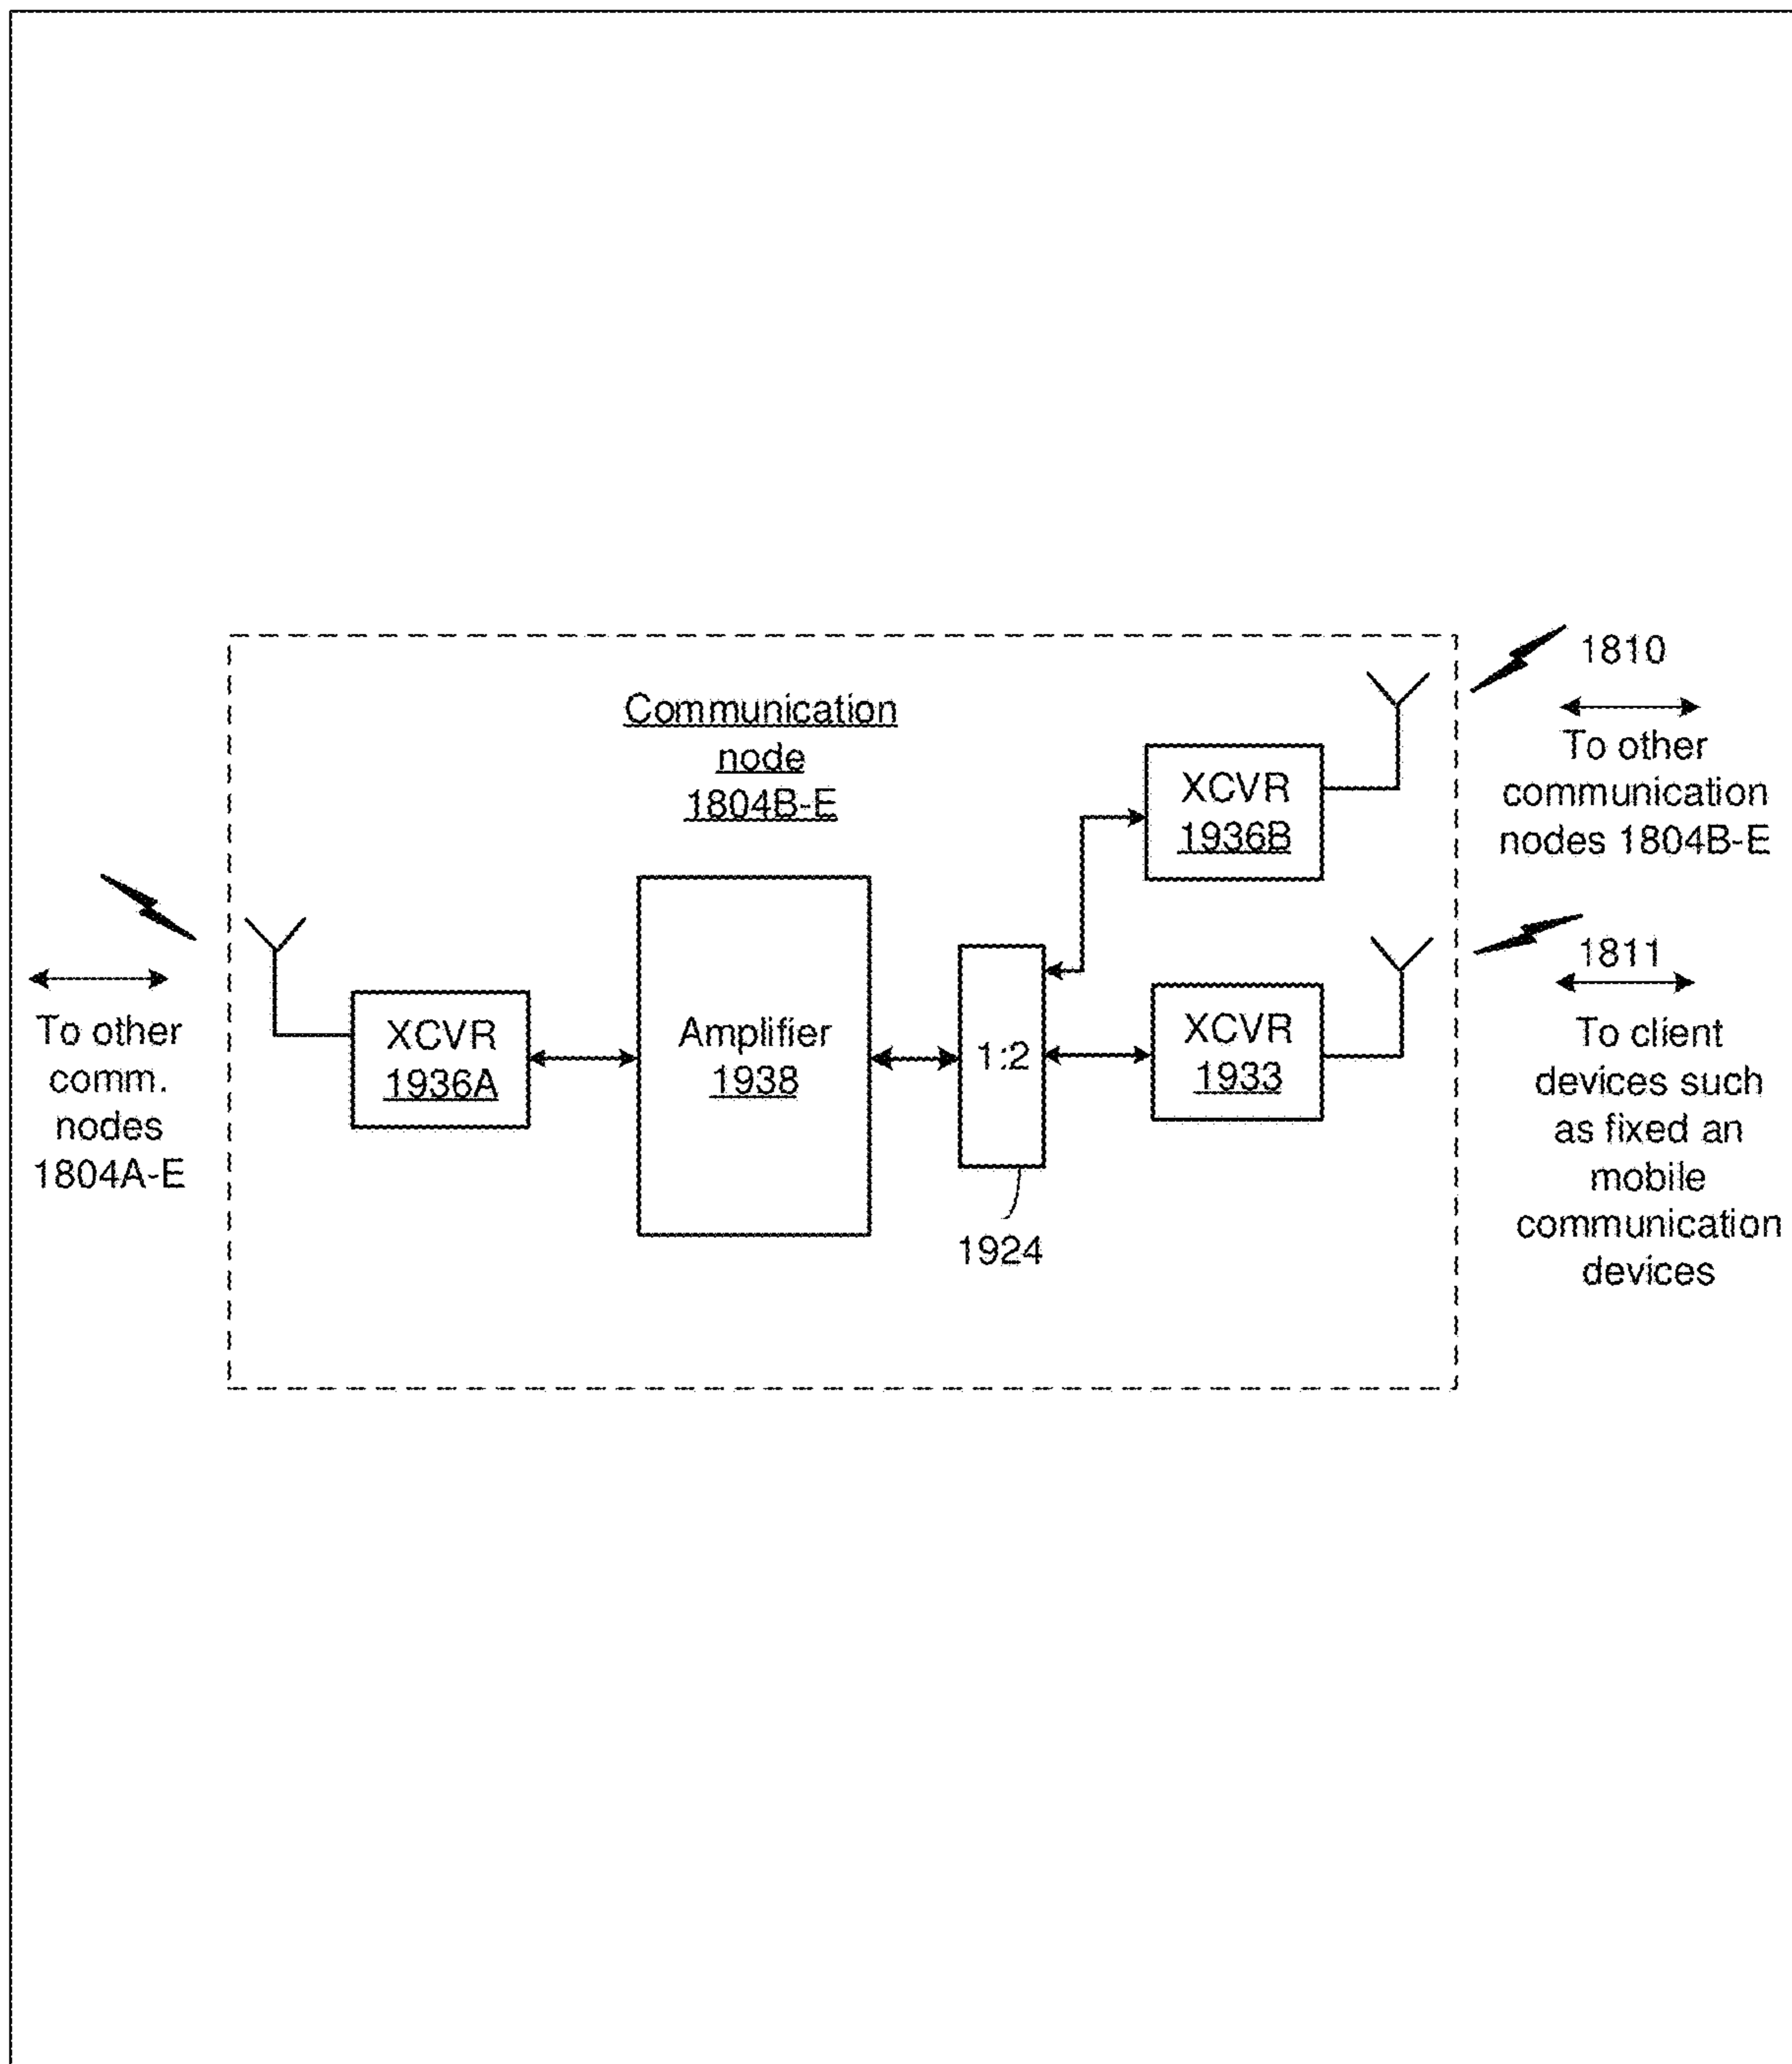 Communication
node
1804B-E
1810
To other
communication
nodes 1804B-E
XCVR
1936B
1811
To client
devices such
as fixed an
mobile
communication
devices
To other
comm.
nodes
1804A-E
XCVR
1936A
Amplifier
1938
1:2
XCVR
1933
1924